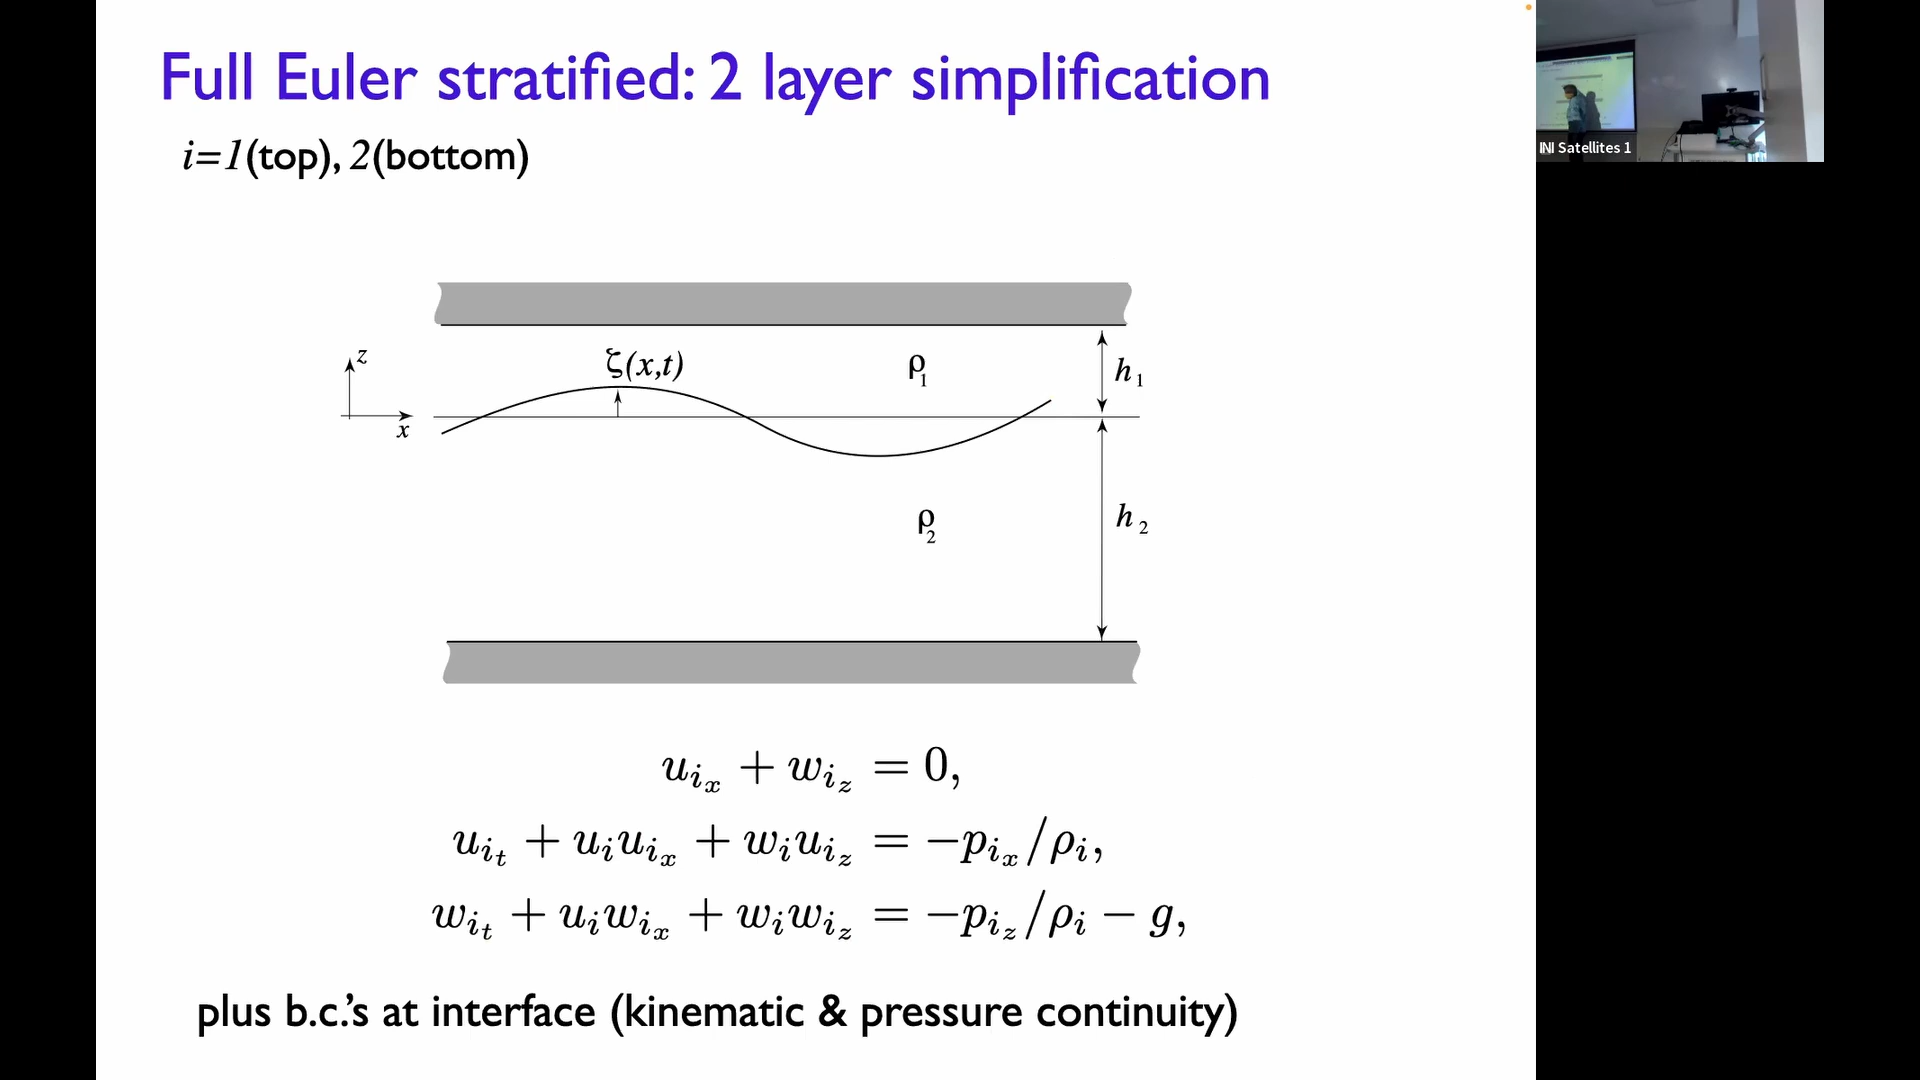 Full Euler stratified: 2 layer simplification
i=1(top), 2(bottom)
INI Satellites 1
z
x
ζ(x,t)
ρ₁
h₁
ρ₂
h₂
u_{i_x} + w_{i_z} = 0,
u_{i_t} + u_i u_{i_x} + w_i u_{i_z} = −p_{i_x}/ρ_i,
w_{i_t} + u_i w_{i_x} + w_i w_{i_z} = −p_{i_z}/ρ_i − g,
plus b.c.'s at interface (kinematic & pressure continuity)